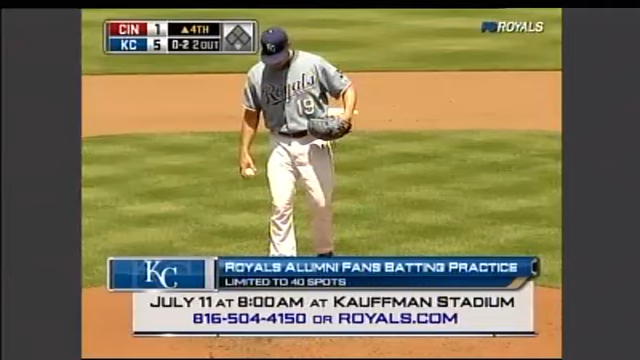 CIN 1 ▲4TH
KC 5 0-2 2 OUT
ROYALS
KC
Royals
19
KC
ROYALS ALUMNI FANS BATTING PRACTICE
LIMITED TO 40 SPOTS
JULY 11 AT 8:00AM AT KAUFFMAN STADIUM
816-504-4150 OR ROYALS.COM